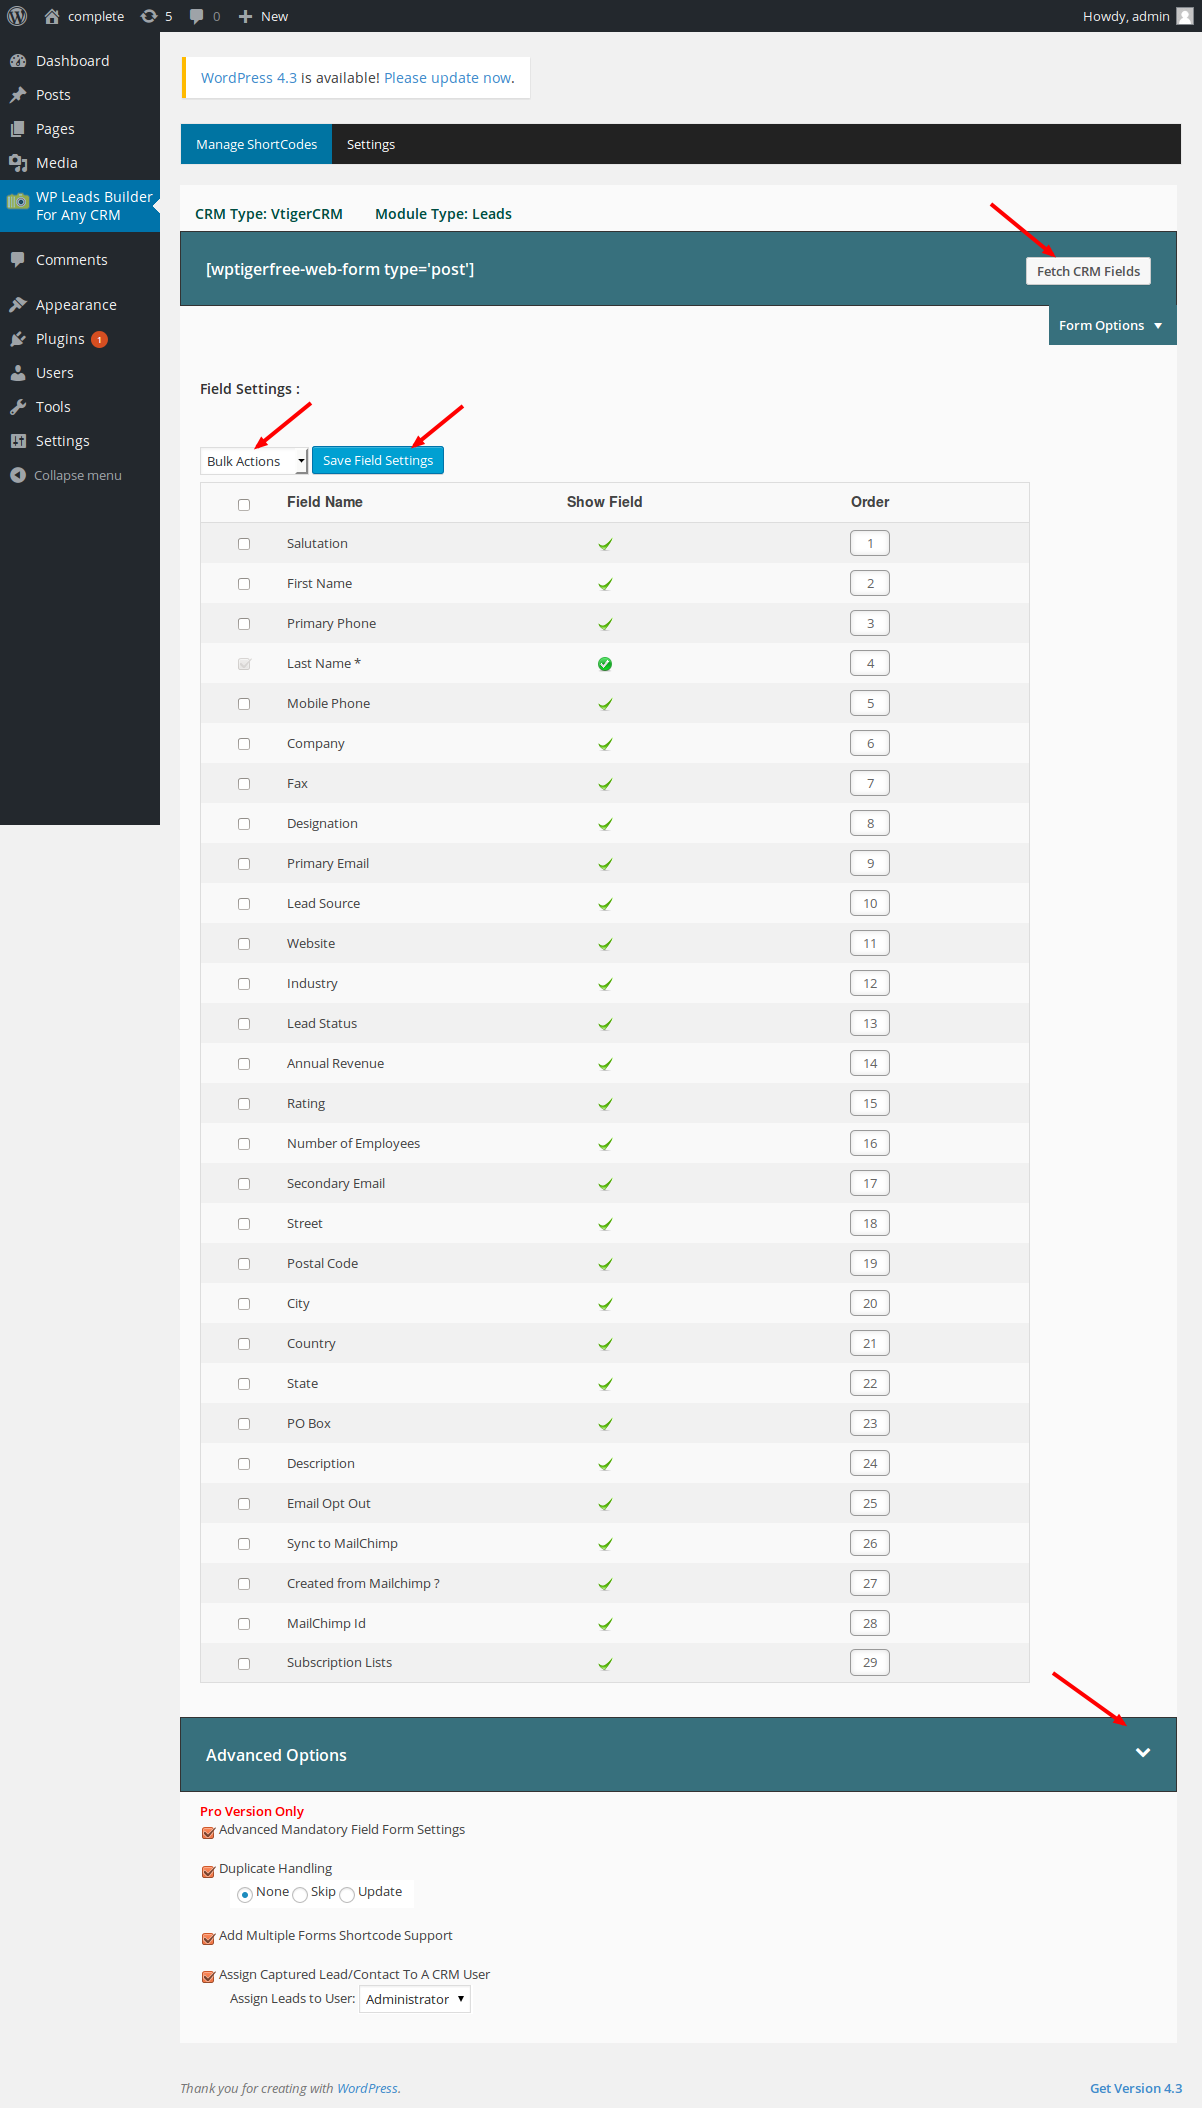 complete 5 0 New Howdy, admin
Dashboard
Posts
Pages
Media
WP Leads Builder
For Any CRM
Comments
Appearance
Plugins 1
Users
Tools
Settings
Collapse menu
WordPress 4.3 is available! Please update now.
Manage ShortCodes Settings
CRM Type: VtigerCRM Module Type: Leads
[wptigerfree-web-form type='post'] Fetch CRM Fields
Form Options
Field Settings :
Bulk Actions Save Field Settings
Field Name Show Field Order
Salutation 1
First Name 2
Primary Phone 3
Last Name * 4
Mobile Phone 5
Company 6
Fax 7
Designation 8
Primary Email 9
Lead Source 10
Website 11
Industry 12
Lead Status 13
Annual Revenue 14
Rating 15
Number of Employees 16
Secondary Email 17
Street 18
Postal Code 19
City 20
Country 21
State 22
PO Box 23
Description 24
Email Opt Out 25
Sync to MailChimp 26
Created from Mailchimp ? 27
MailChimp Id 28
Subscription Lists 29
Advanced Options
Pro Version Only
Advanced Mandatory Field Form Settings
Duplicate Handling
None Skip Update
Add Multiple Forms Shortcode Support
Assign Captured Lead/Contact To A CRM User
Assign Leads to User: Administrator
Thank you for creating with WordPress. Get Version 4.3